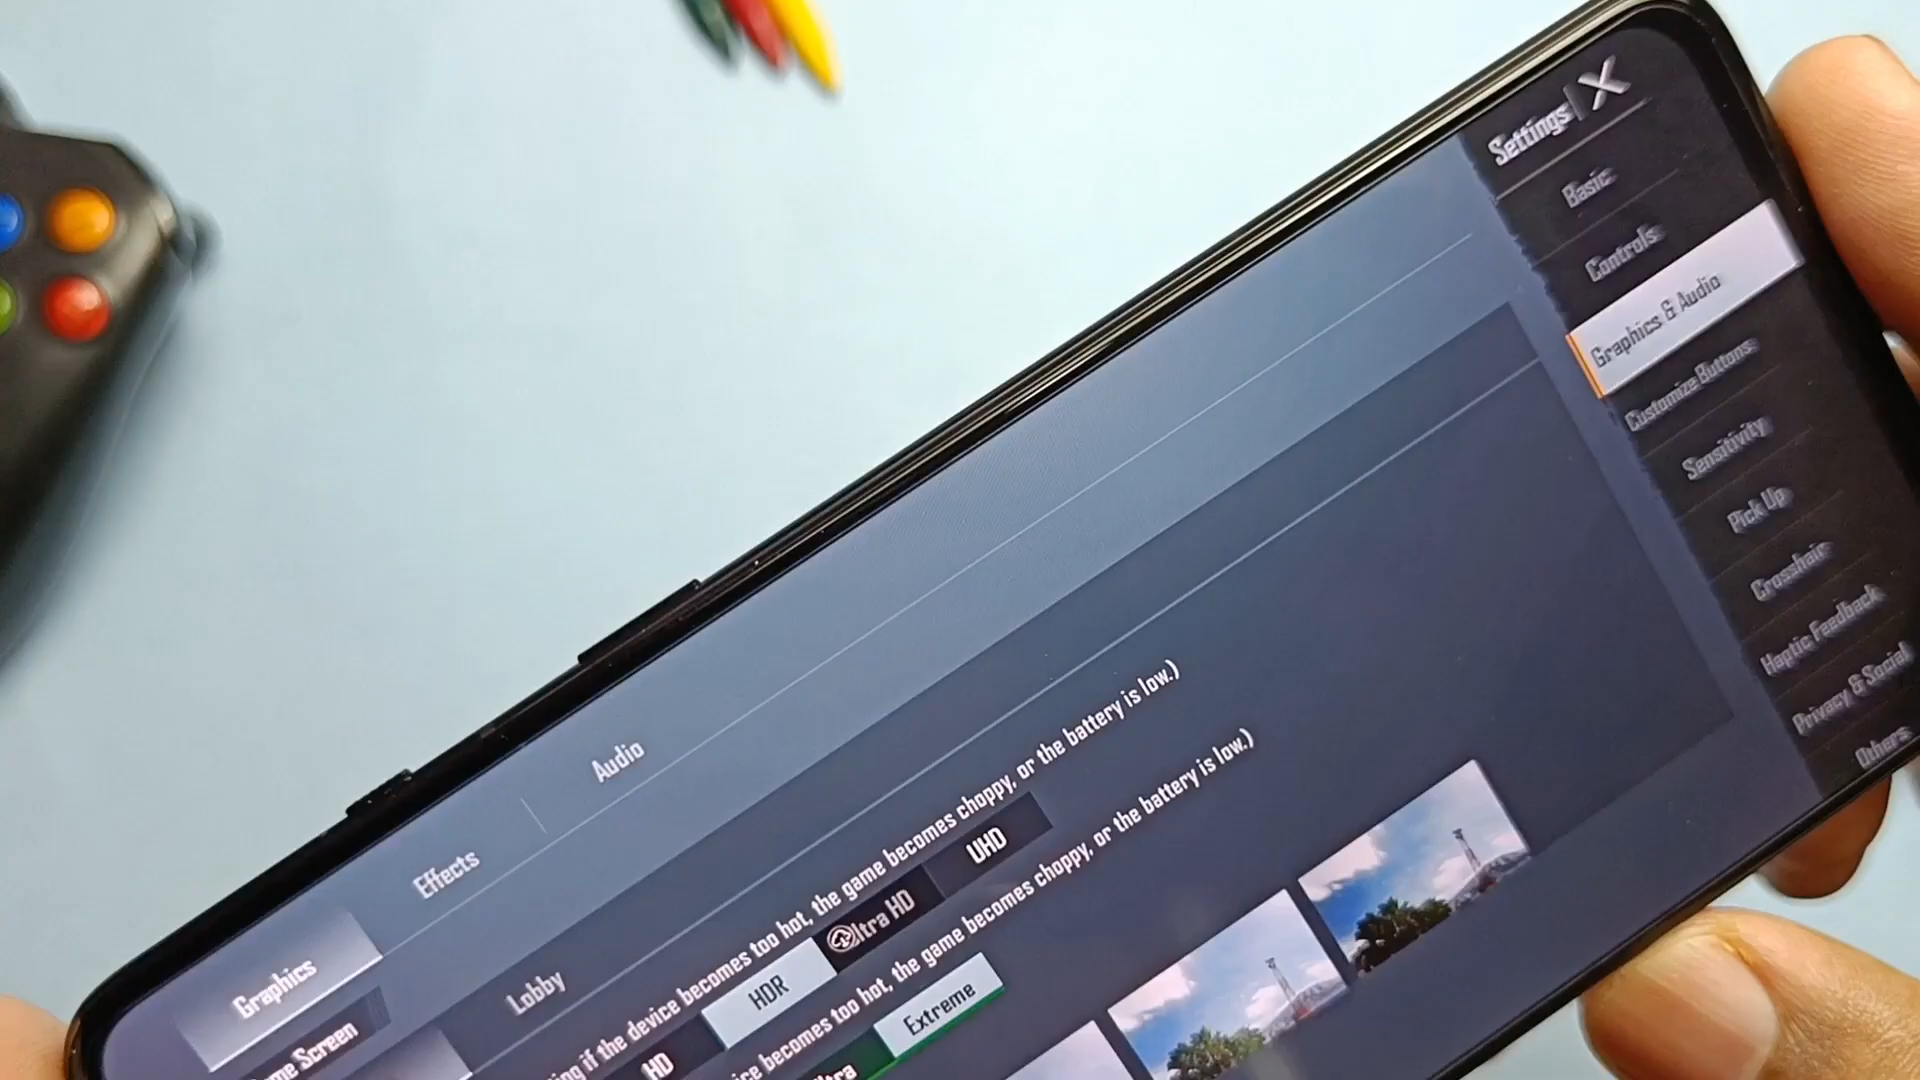 Settings X
Basic
Controls
Graphics & Audio
Customize Buttons
Sensitivity
Pick Up
Crosshair
Haptic Feedback
Privacy & Social
Others
Graphics
Effects
Audio
Screen
Lobby
if the device becomes too hot, the game becomes choppy, or the battery is low.)
HD
HDR
Ultra HD
UHD
becomes too hot, the game becomes choppy, or the battery is low.)
Extreme